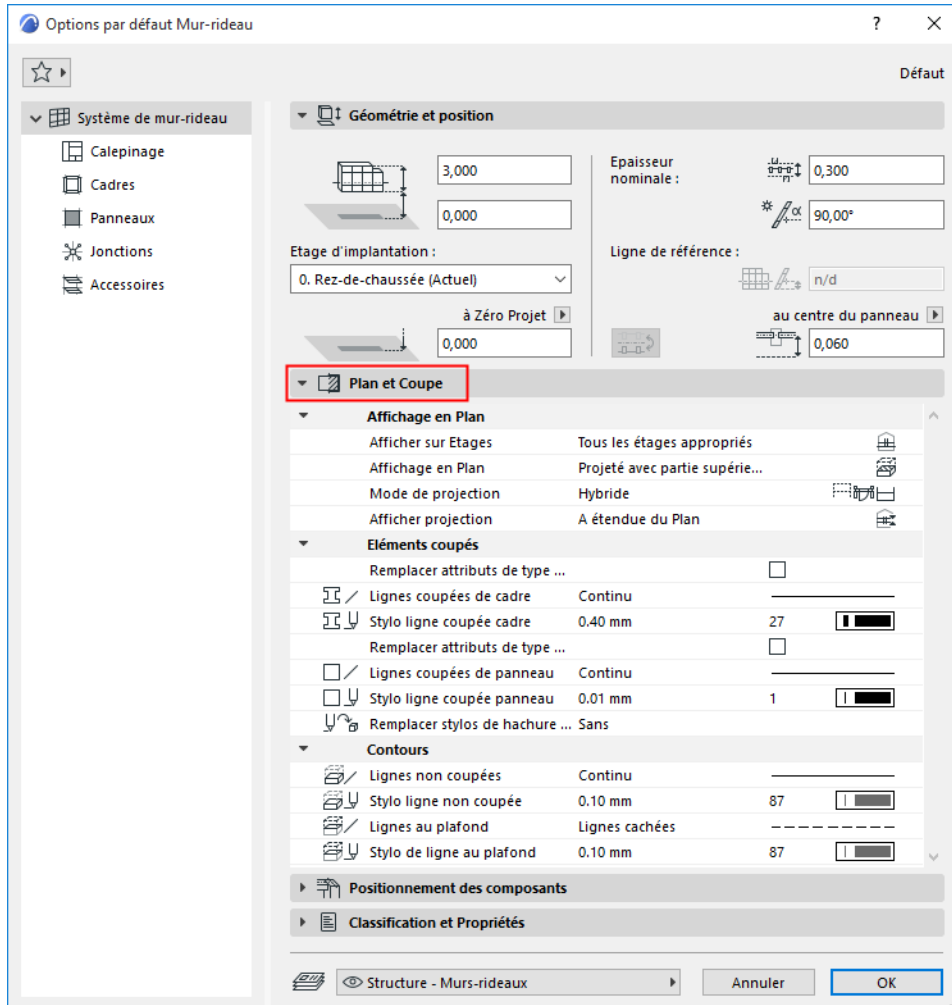 Options par défaut Mur-rideau ?
Défaut
Système de mur-rideau
Calepinage
Cadres
Panneaux
Jonctions
Accessoires
Géométrie et position
3,000
0,000
Epaisseur
nominale :
0,300
α 90,00°
Etage d'implantation :
0. Rez-de-chaussée (Actuel)
Ligne de référence :
n/d
à Zéro Projet
0,000
au centre du panneau
0,060
Plan et Coupe
Affichage en Plan
Afficher sur Etages Tous les étages appropriés
Affichage en Plan Projeté avec partie supérie...
Mode de projection Hybride
Afficher projection A étendue du Plan
Eléments coupés
Remplacer attributs de type ...
Lignes coupées de cadre Continu
Stylo ligne coupée cadre 0.40 mm 27
Remplacer attributs de type ...
Lignes coupées de panneau Continu
Stylo ligne coupée panneau 0.01 mm 1
Remplacer stylos de hachure ... Sans
Contours
Lignes non coupées Continu
Stylo ligne non coupée 0.10 mm 87
Lignes au plafond Lignes cachées
Stylo de ligne au plafond 0.10 mm 87
Positionnement des composants
Classification et Propriétés
Structure - Murs-rideaux
Annuler
OK